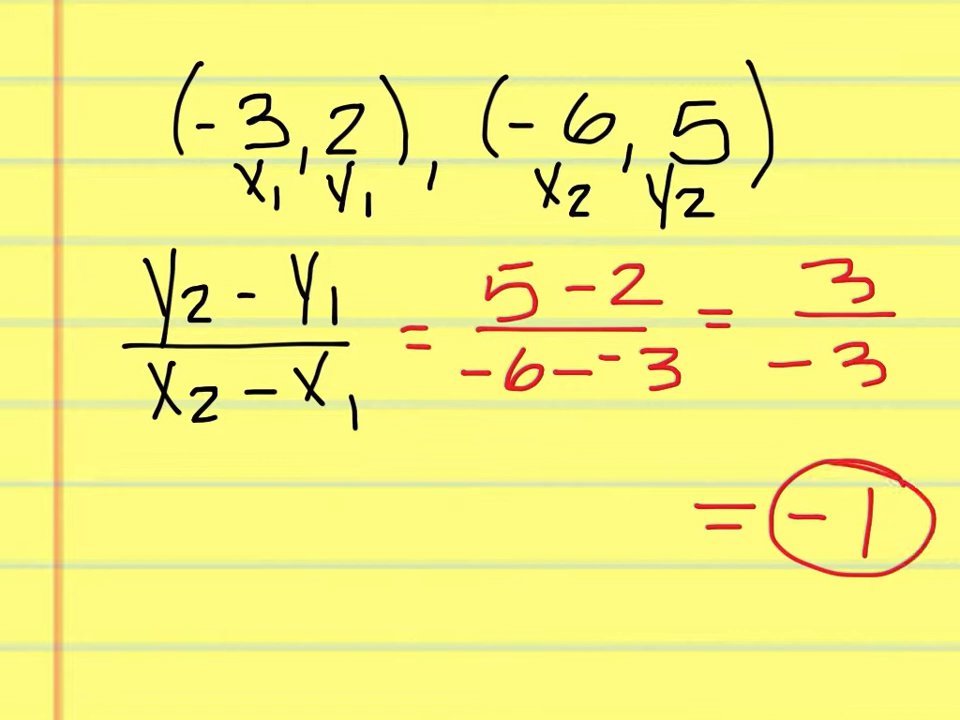 (-3, 2), (-6, 5)
x₁ y₁ x₂ y₂
y₂ - y₁ / x₂ - x₁ = 5 - 2 / -6 - -3 = 3 / -3
= -1